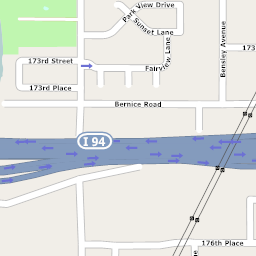 Park View Drive
Sunset Lane
Bensley Avenue
173
173rd Street
Fairview Lane
173rd Place
Bernice Road
I 94
176th Place